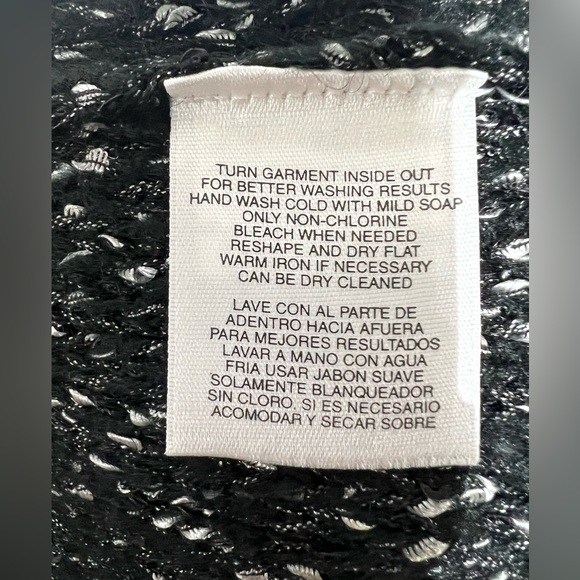 TURN GARMENT INSIDE OUT
FOR BETTER WASHING RESULTS
HAND WASH COLD WITH MILD SOAP
ONLY NON-CHLORINE
BLEACH WHEN NEEDED
RESHAPE AND DRY FLAT
WARM IRON IF NECESSARY
CAN BE DRY CLEANED
LAVE CON AL PARTE DE
ADENTRO HACIA AFUERA
PARA MEJORES RESULTADOS
LAVAR A MANO CON AGUA
FRIA USAR JABON SUAVE
SOLAMENTE BLANQUEADOR
SIN CLORO. SI ES NECESARIO
ACOMODAR Y SECAR SOBRE